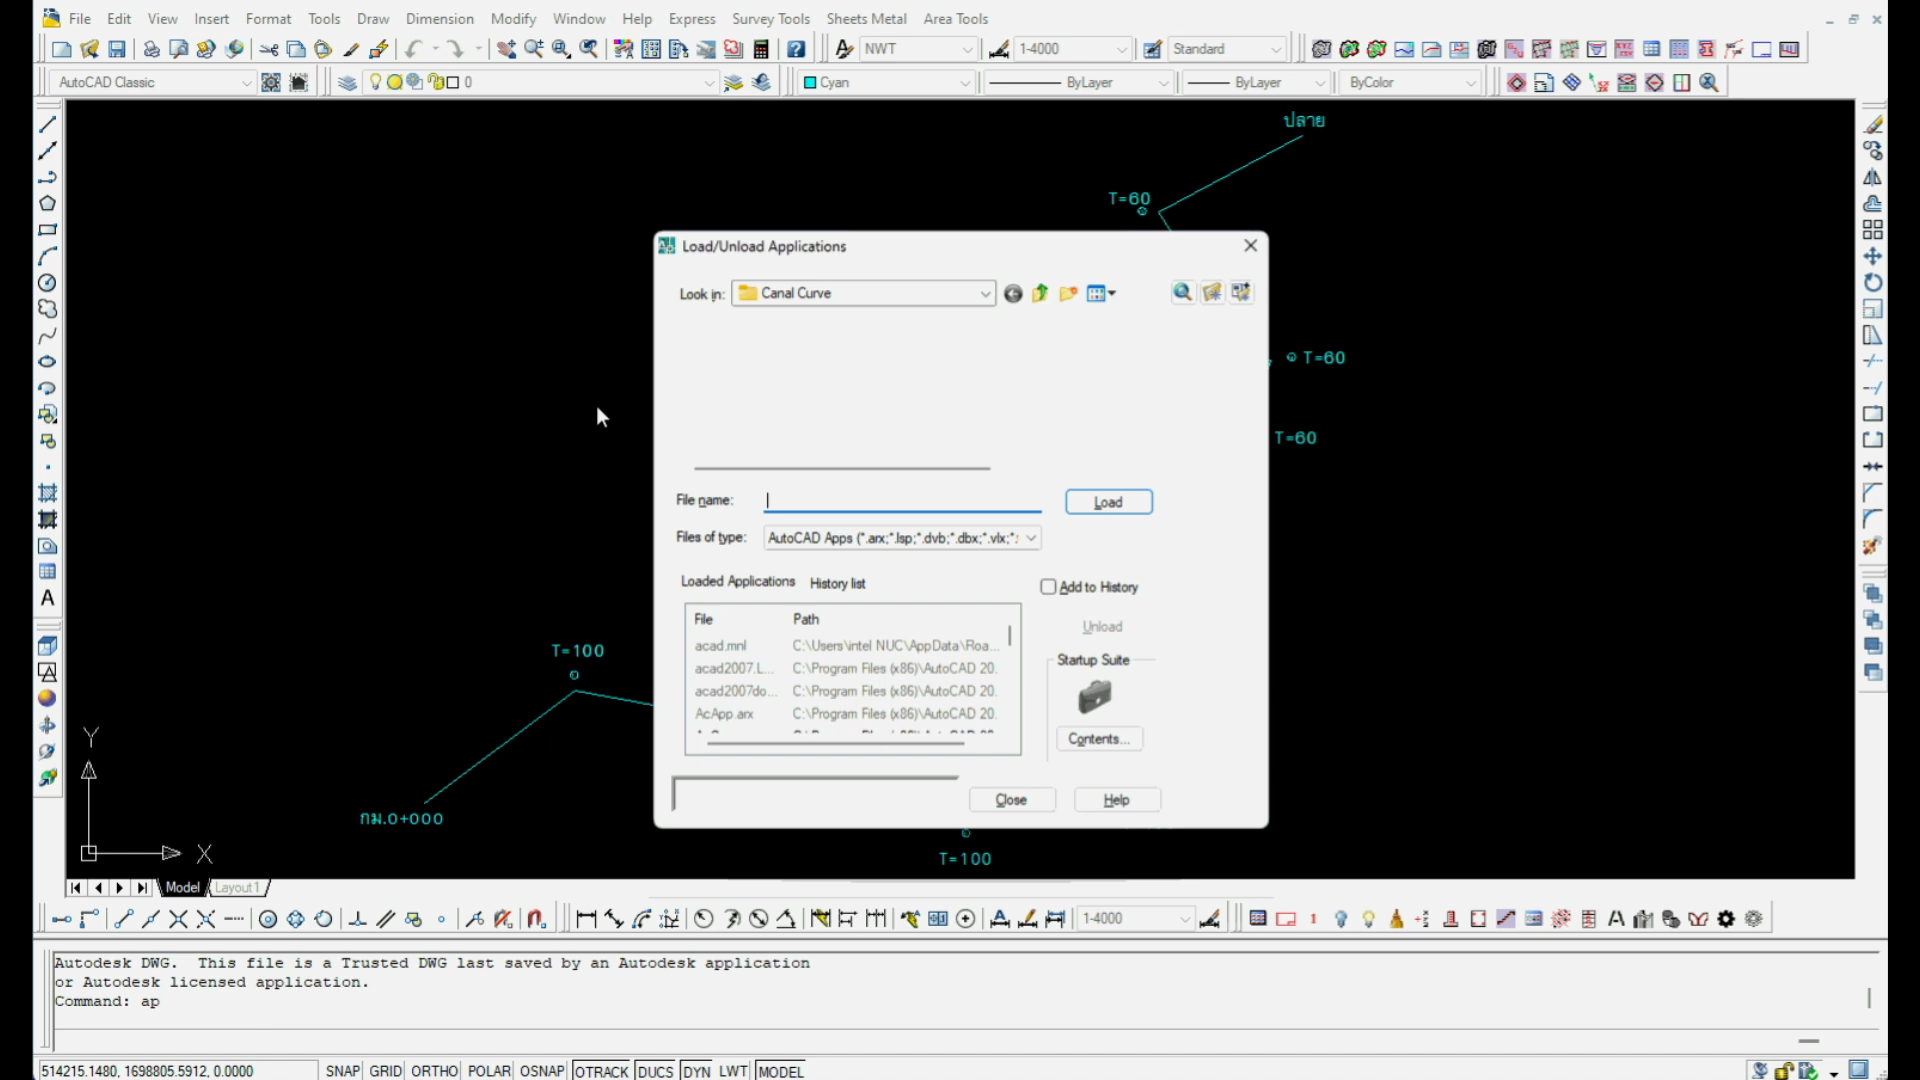 File Edit View Insert Format Tools Draw Dimension Modify Window Help Express Survey Tools Sheets Metal Area Tools
NWT 1-4000 Standard
AutoCAD Classic 0 Cyan ByLayer ByLayer ByColor
ปลาย
T=60
Load/Unload Applications
Look in: Canal Curve
T=60
T=60
File name: Load
Files of type: AutoCAD Apps (*.arx;*.lsp;*.dvb;*.dbx;*.vlx;*.
Loaded Applications History list Add to History
File Path
acad.mnl C:\Users\intel NUC\AppData\Roa...
acad2007.L... C:\Program Files (x86)\AutoCAD 20.
acad2007do... C:\Program Files (x86)\AutoCAD 20.
AcApp.arx C:\Program Files (x86)\AutoCAD 20.
Unload
Startup Suite
Contents...
Close Help
T=100
กม.0+000
T=100
Y
X
Model Layout1
1-4000
Autodesk DWG. This file is a Trusted DWG last saved by an Autodesk application
or Autodesk licensed application.
Command: ap
514215.1480, 1698805.5912, 0.0000 SNAP GRID ORTHO POLAR OSNAP OTRACK DUCS DYN LWT MODEL